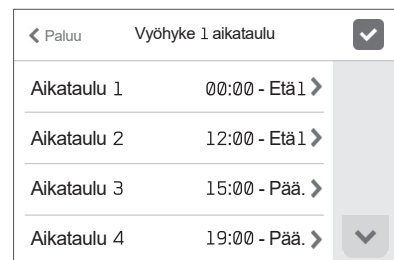 Paluu Vyöhyke 1 aikataulu
Aikataulu 1 00:00 - Etä1
Aikataulu 2 12:00 - Etä1
Aikataulu 3 15:00 - Pää.
Aikataulu 4 19:00 - Pää.